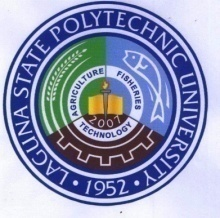 LAGUNA STATE POLYTECHNIC UNIVERSITY
AGRICULTURE
FISHERIES
2007
TECHNOLOGY
• 1952 •